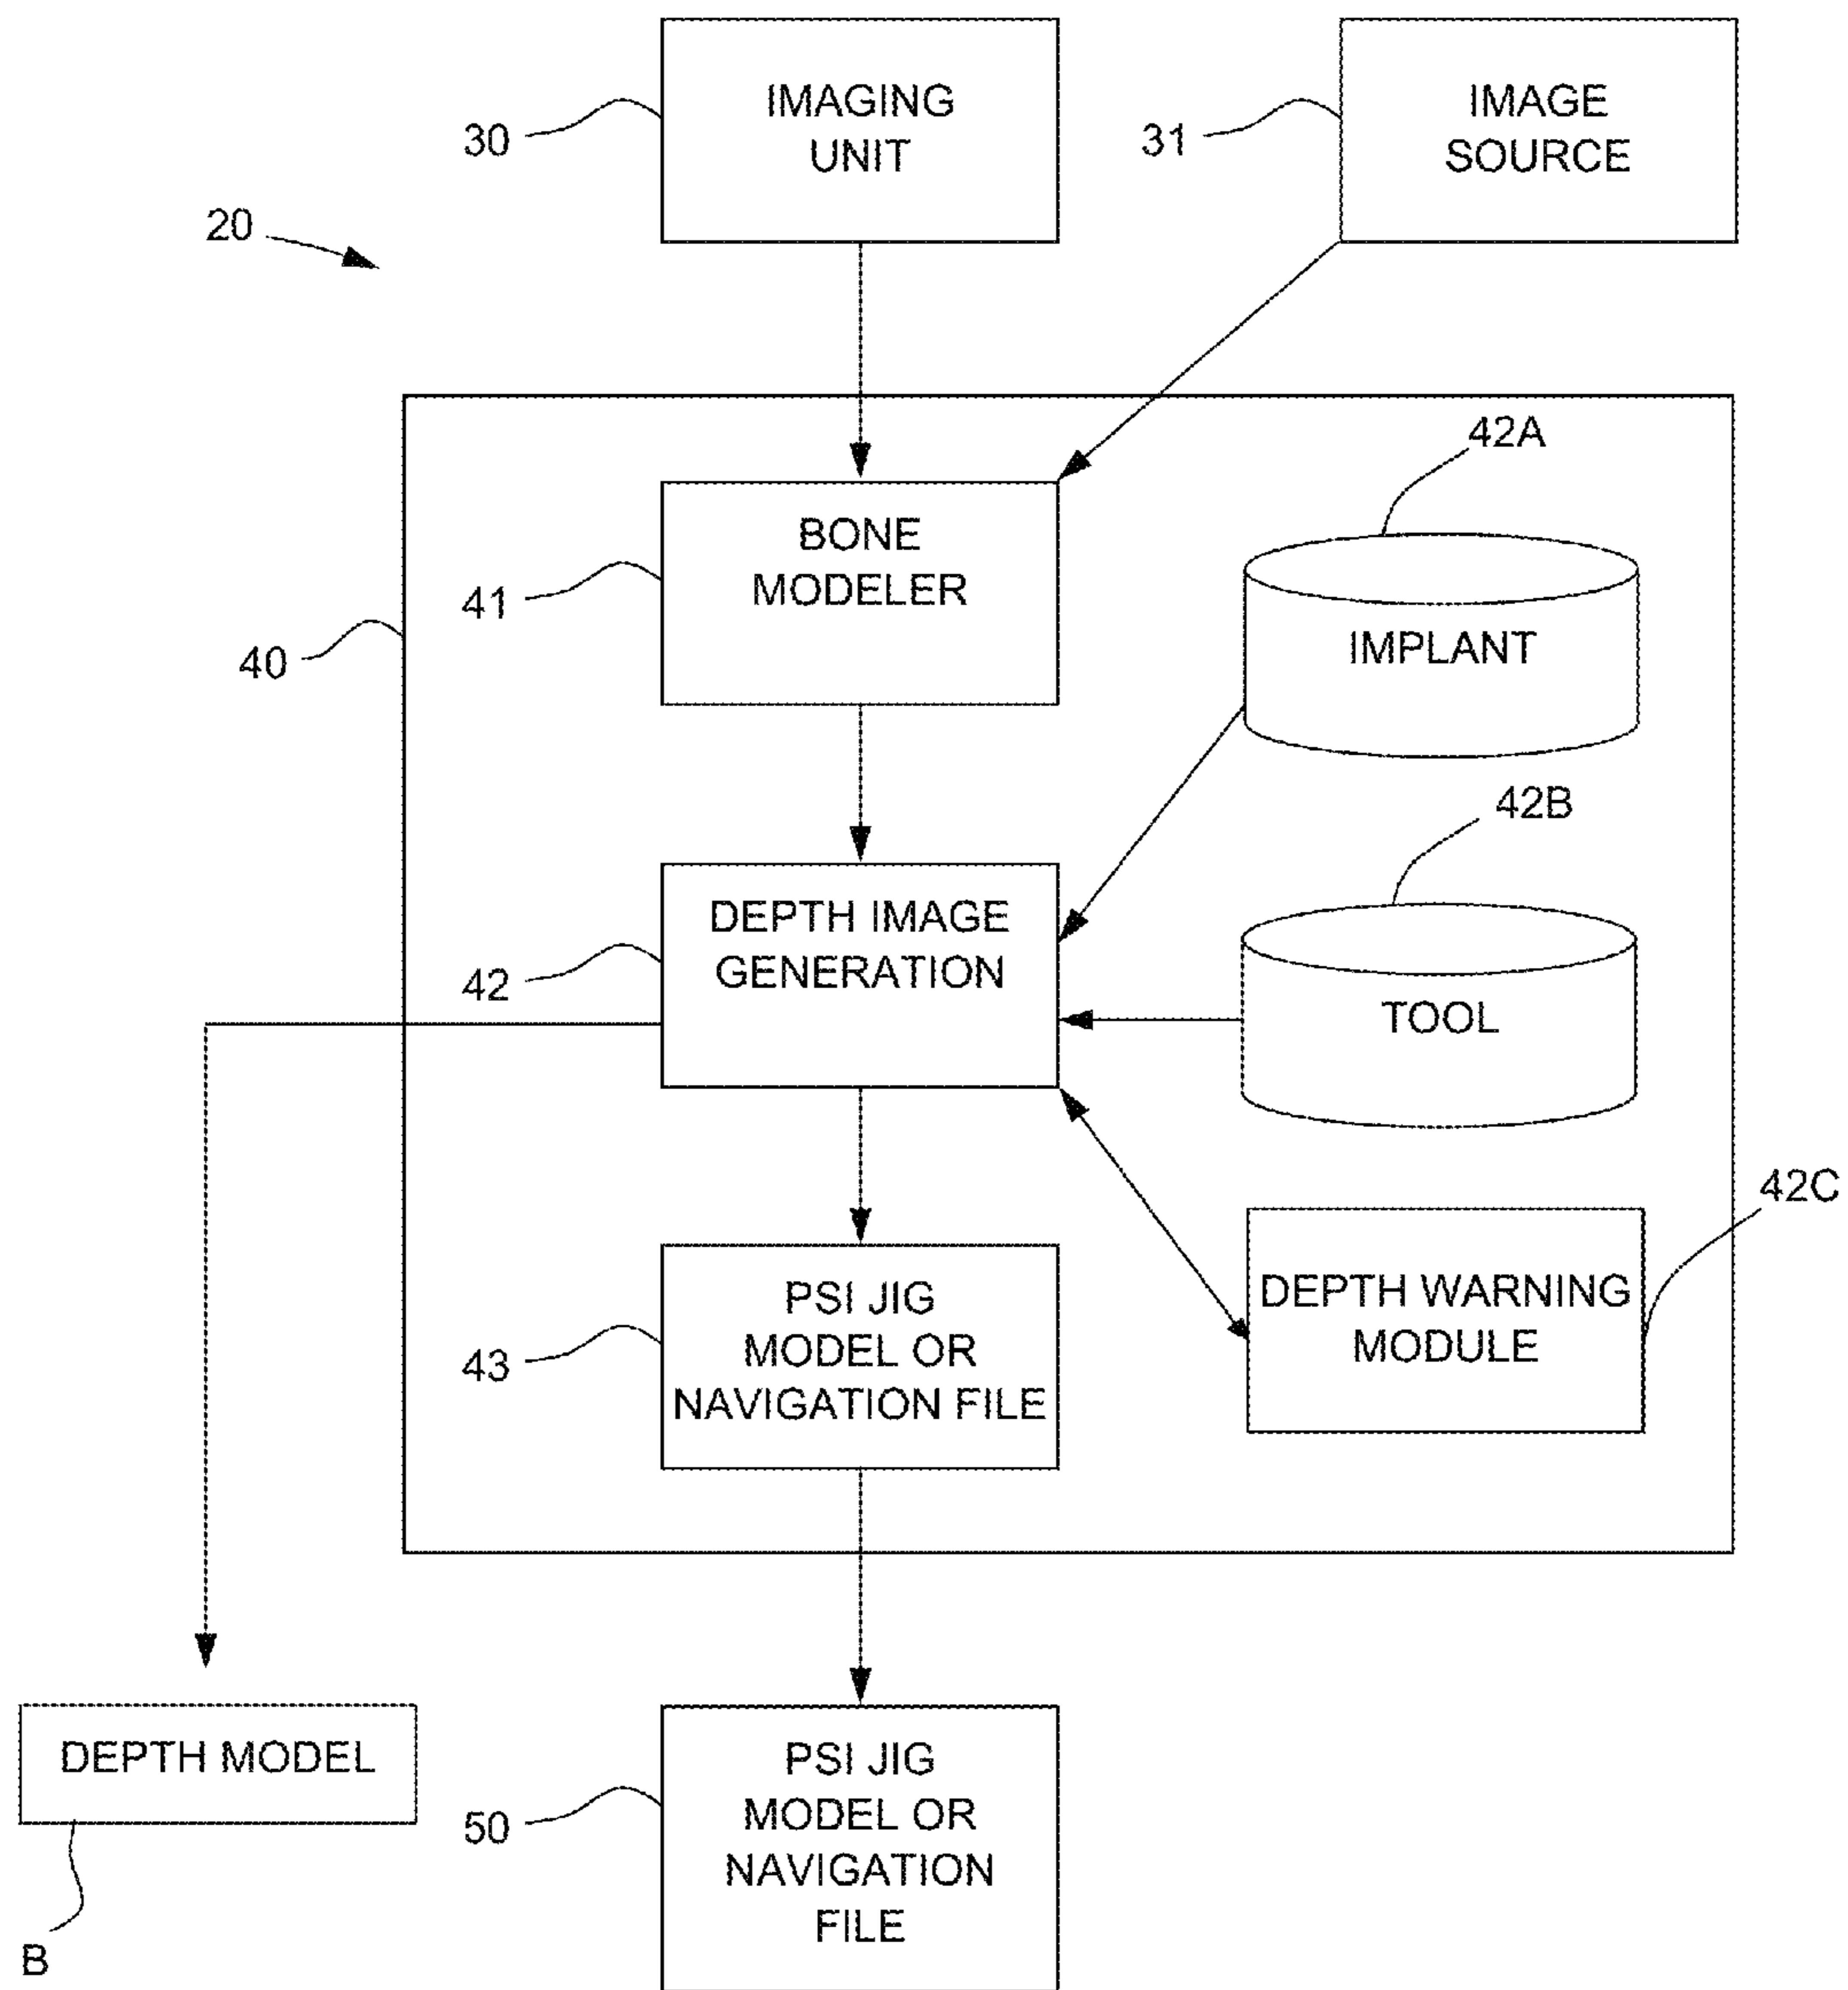 IMAGING
UNIT
30
IMAGE
SOURCE
31
20
BONE
MODELER
41
40
42A
IMPLANT
42B
DEPTH IMAGE
GENERATION
42
TOOL
42C
DEPTH WARNING
MODULE
PSI JIG
MODEL OR
NAVIGATION FILE
43
DEPTH MODEL
B
PSI JIG
MODEL OR
NAVIGATION
FILE
50